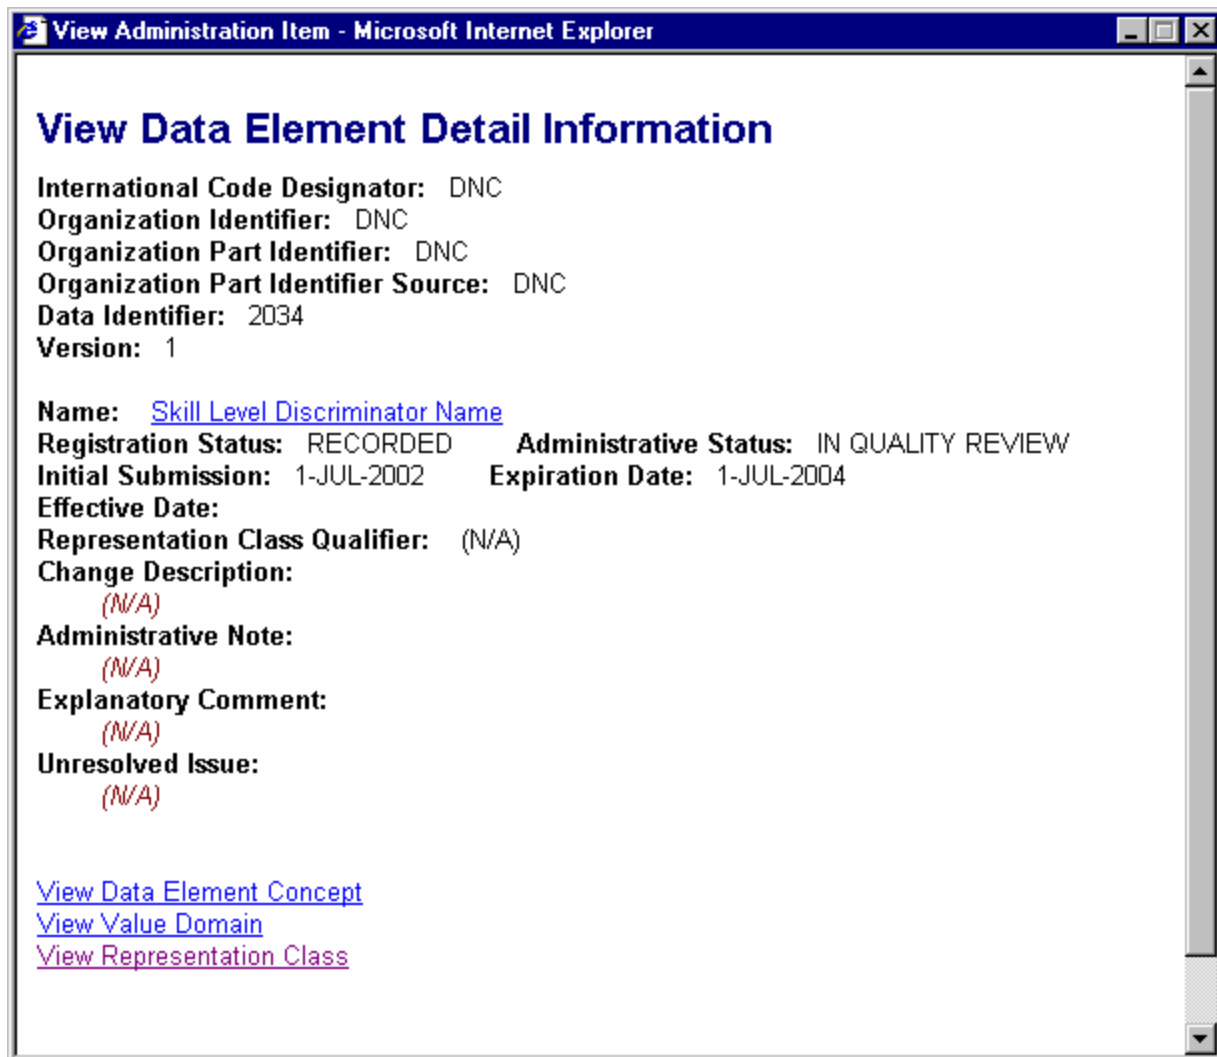 View Administration Item - Microsoft Internet Explorer
View Data Element Detail Information
International Code Designator: DNC
Organization Identifier: DNC
Organization Part Identifier: DNC
Organization Part Identifier Source: DNC
Data Identifier: 2034
Version: 1
Name: Skill Level Discriminator Name
Registration Status: RECORDED Administrative Status: IN QUALITY REVIEW
Initial Submission: 1-JUL-2002 Expiration Date: 1-JUL-2004
Effective Date:
Representation Class Qualifier: (N/A)
Change Description:
(N/A)
Administrative Note:
(N/A)
Explanatory Comment:
(N/A)
Unresolved Issue:
(N/A)
View Data Element Concept
View Value Domain
View Representation Class